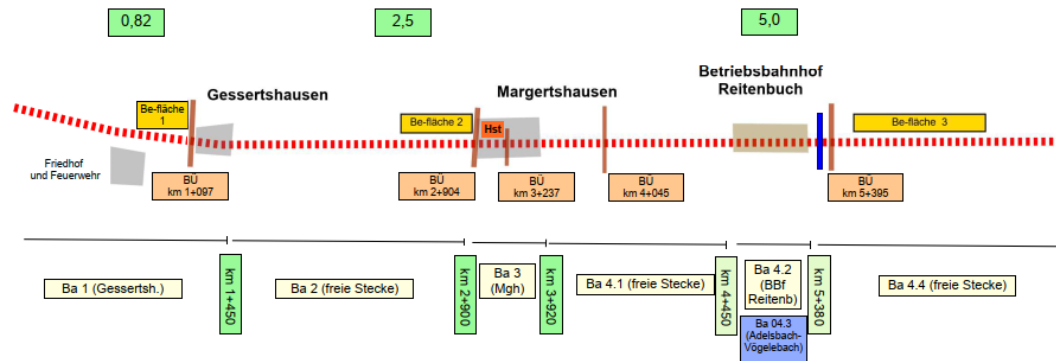 0,82
2,5
5,0
Gessertshausen
Margertshausen
Betriebsbahnhof
Reitenbuch
Be-fläche
1
Be-fläche 2
Hst
Be-fläche 3
Friedhof
und Feuerwehr
BÜ
km 1+097
BÜ
km 2+904
BÜ
km 3+237
BÜ
km 4+045
BÜ
km 5+395
Ba 1 (Gessertsh.)
km 1+450
Ba 2 (freie Stecke)
km 2+900
Ba 3
(Mgh)
km 3+920
Ba 4.1 (freie Stecke)
km 4+450
Ba 4.2
(BBf
Reitenb)
Ba 04.3
(Adelsbach-
Vögelebach)
km 5+380
Ba 4.4 (freie Stecke)